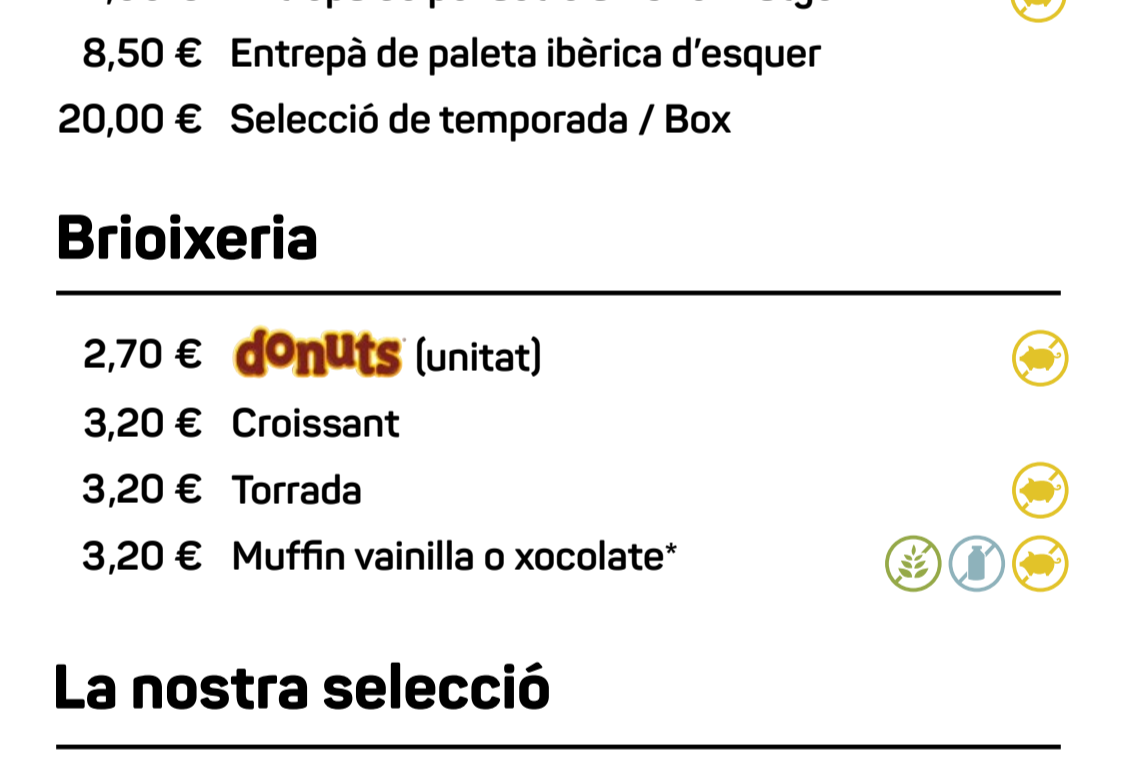 8,50 € Entrepà de paleta ibèrica d’esquer
20,00 € Selecció de temporada / Box
Brioixeria
2,70 € donuts (unitat)
3,20 € Croissant
3,20 € Torrada
3,20 € Muffin vainilla o xocolate*
La nostra selecció